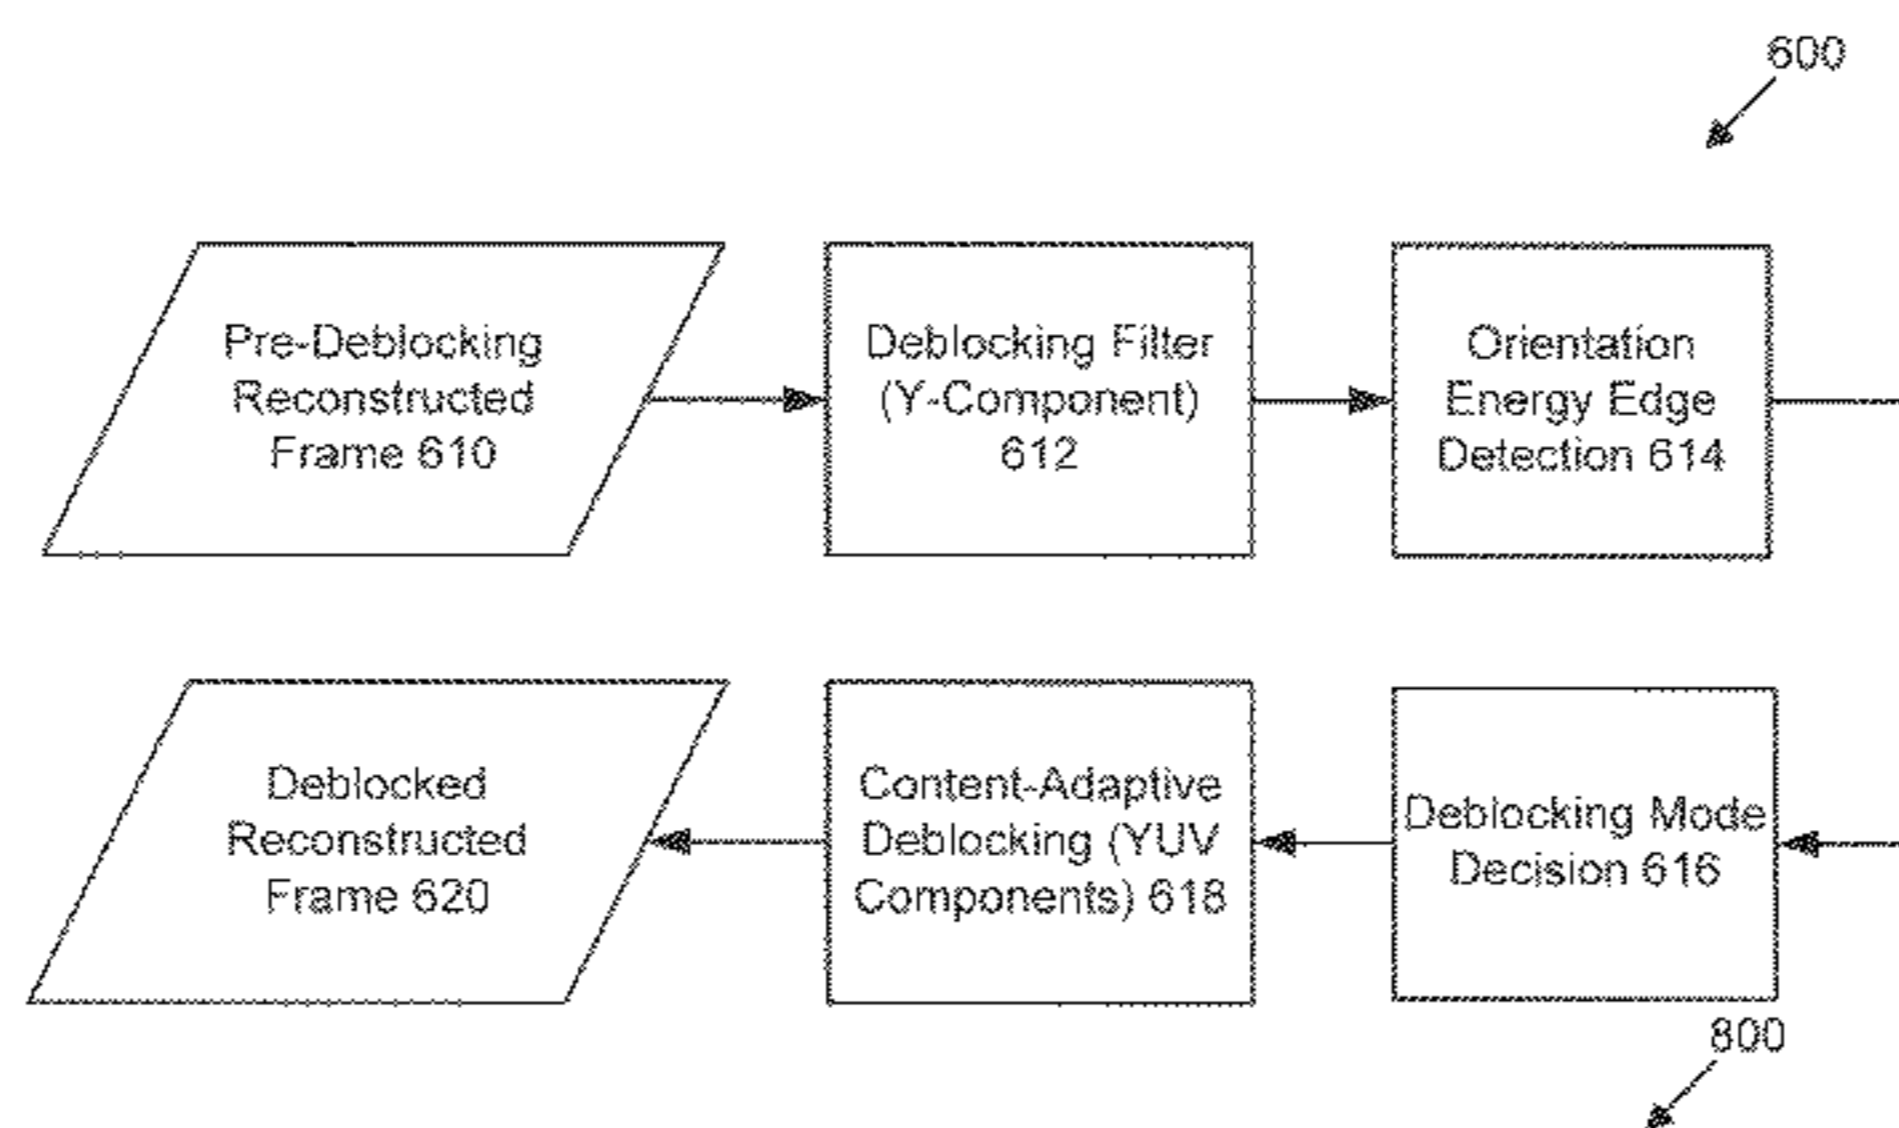 600
Pre-Deblocking
Reconstructed
Frame 610
Deblocking Filter
(Y-Component)
612
Orientation
Energy Edge
Detection 614
Deblocked
Reconstructed
Frame 620
Content-Adaptive
Deblocking (YUV
Components) 618
Deblocking Mode
Decision 616
800